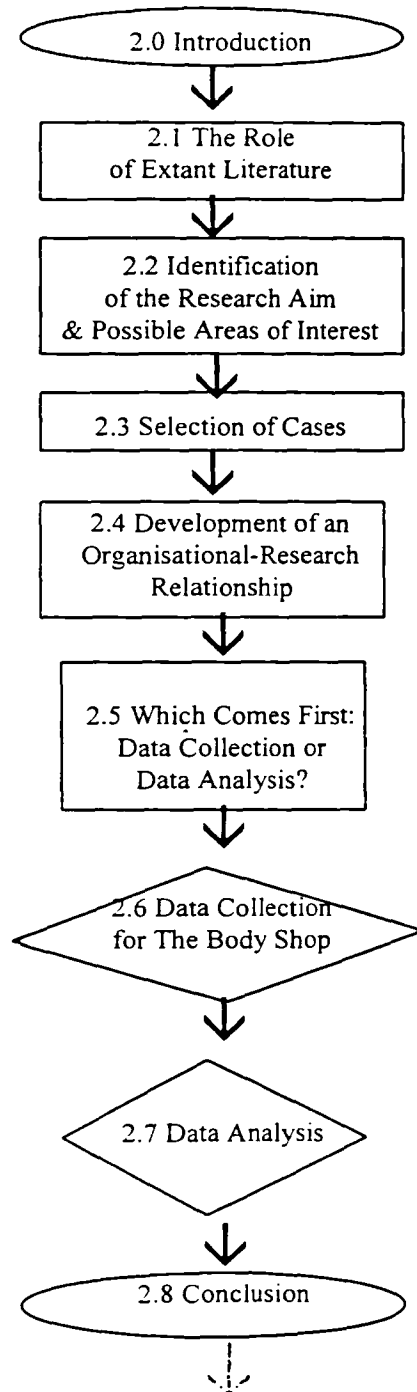 2.0 Introduction
2.1 The Role
of Extant Literature
2.2 Identification
of the Research Aim
& Possible Areas of Interest
2.3 Selection of Cases
2.4 Development of an
Organisational-Research
Relationship
2.5 Which Comes First:
Data Collection or
Data Analysis?
2.6 Data Collection
for The Body Shop
2.7 Data Analysis
2.8 Conclusion